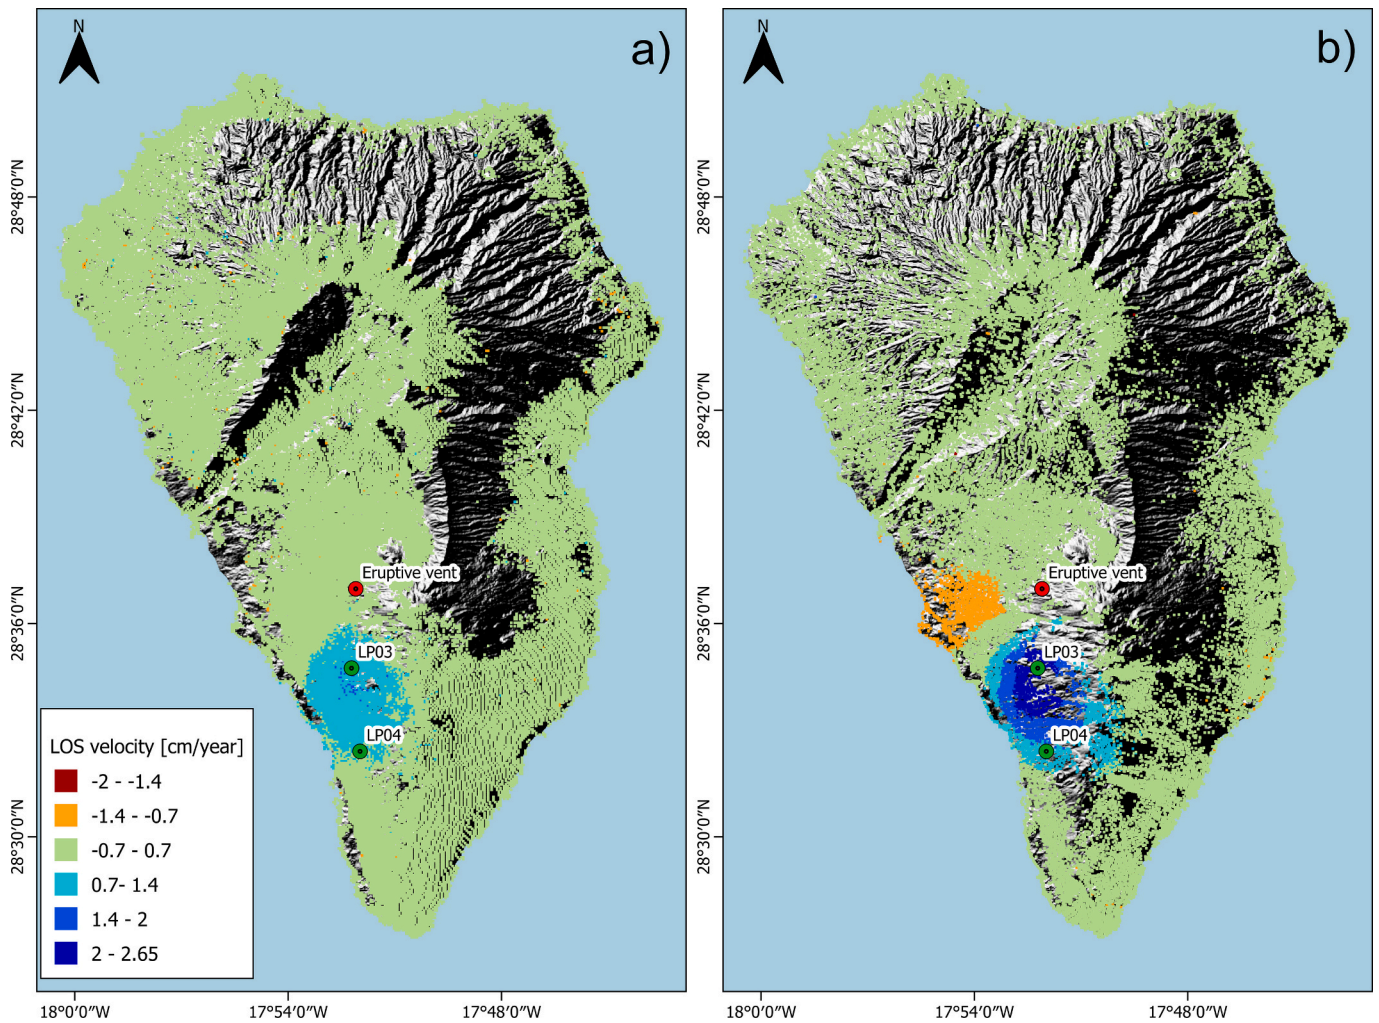 N
a)
N
b)
28°48′0″N
28°42′0″N
28°36′0″N
28°30′0″N
Eruptive vent
LP03
LP04
LOS velocity [cm/year]
-2 - -1.4
-1.4 - -0.7
-0.7 - 0.7
0.7- 1.4
1.4 - 2
2 - 2.65
18°0′0″W
17°54′0″W
17°48′0″W
28°48′0″N
28°42′0″N
28°36′0″N
28°30′0″N
Eruptive vent
LP03
LP04
18°0′0″W
17°54′0″W
17°48′0″W